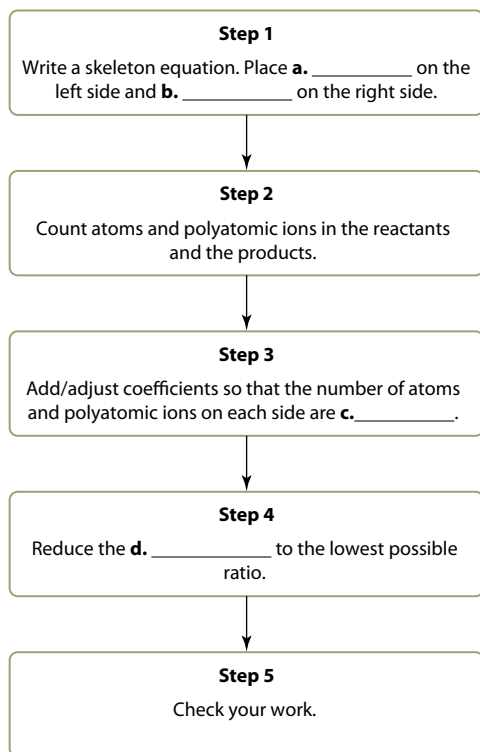 Step 1
Write a skeleton equation. Place a. __________ on the
left side and b. ___________ on the right side.
Step 2
Count atoms and polyatomic ions in the reactants
and the products.
Step 3
Add/adjust coefficients so that the number of atoms
and polyatomic ions on each side are c.__________.
Step 4
Reduce the d. ____________ to the lowest possible
ratio.
Step 5
Check your work.